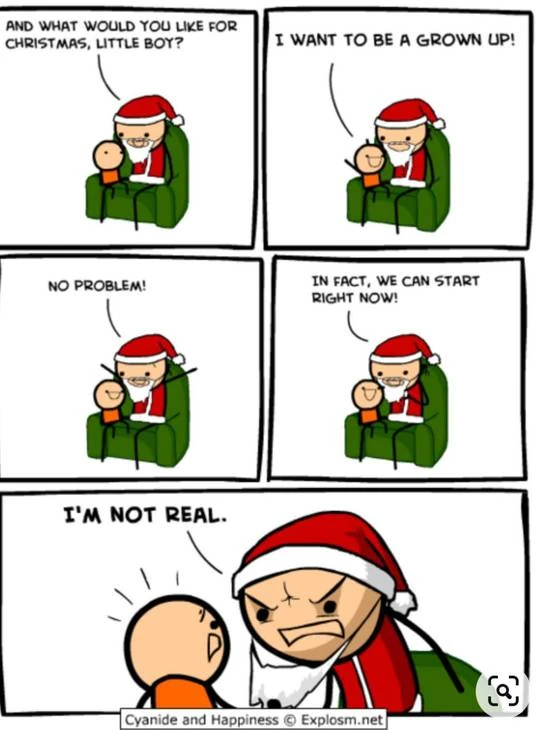 AND WHAT WOULD YOU LIKE FOR
CHRISTMAS, LITTLE BOY?
I WANT TO BE A GROWN UP!
NO PROBLEM!
IN FACT, WE CAN START
RIGHT NOW!
I'M NOT REAL.
Cyanide and Happiness © Explosm.net